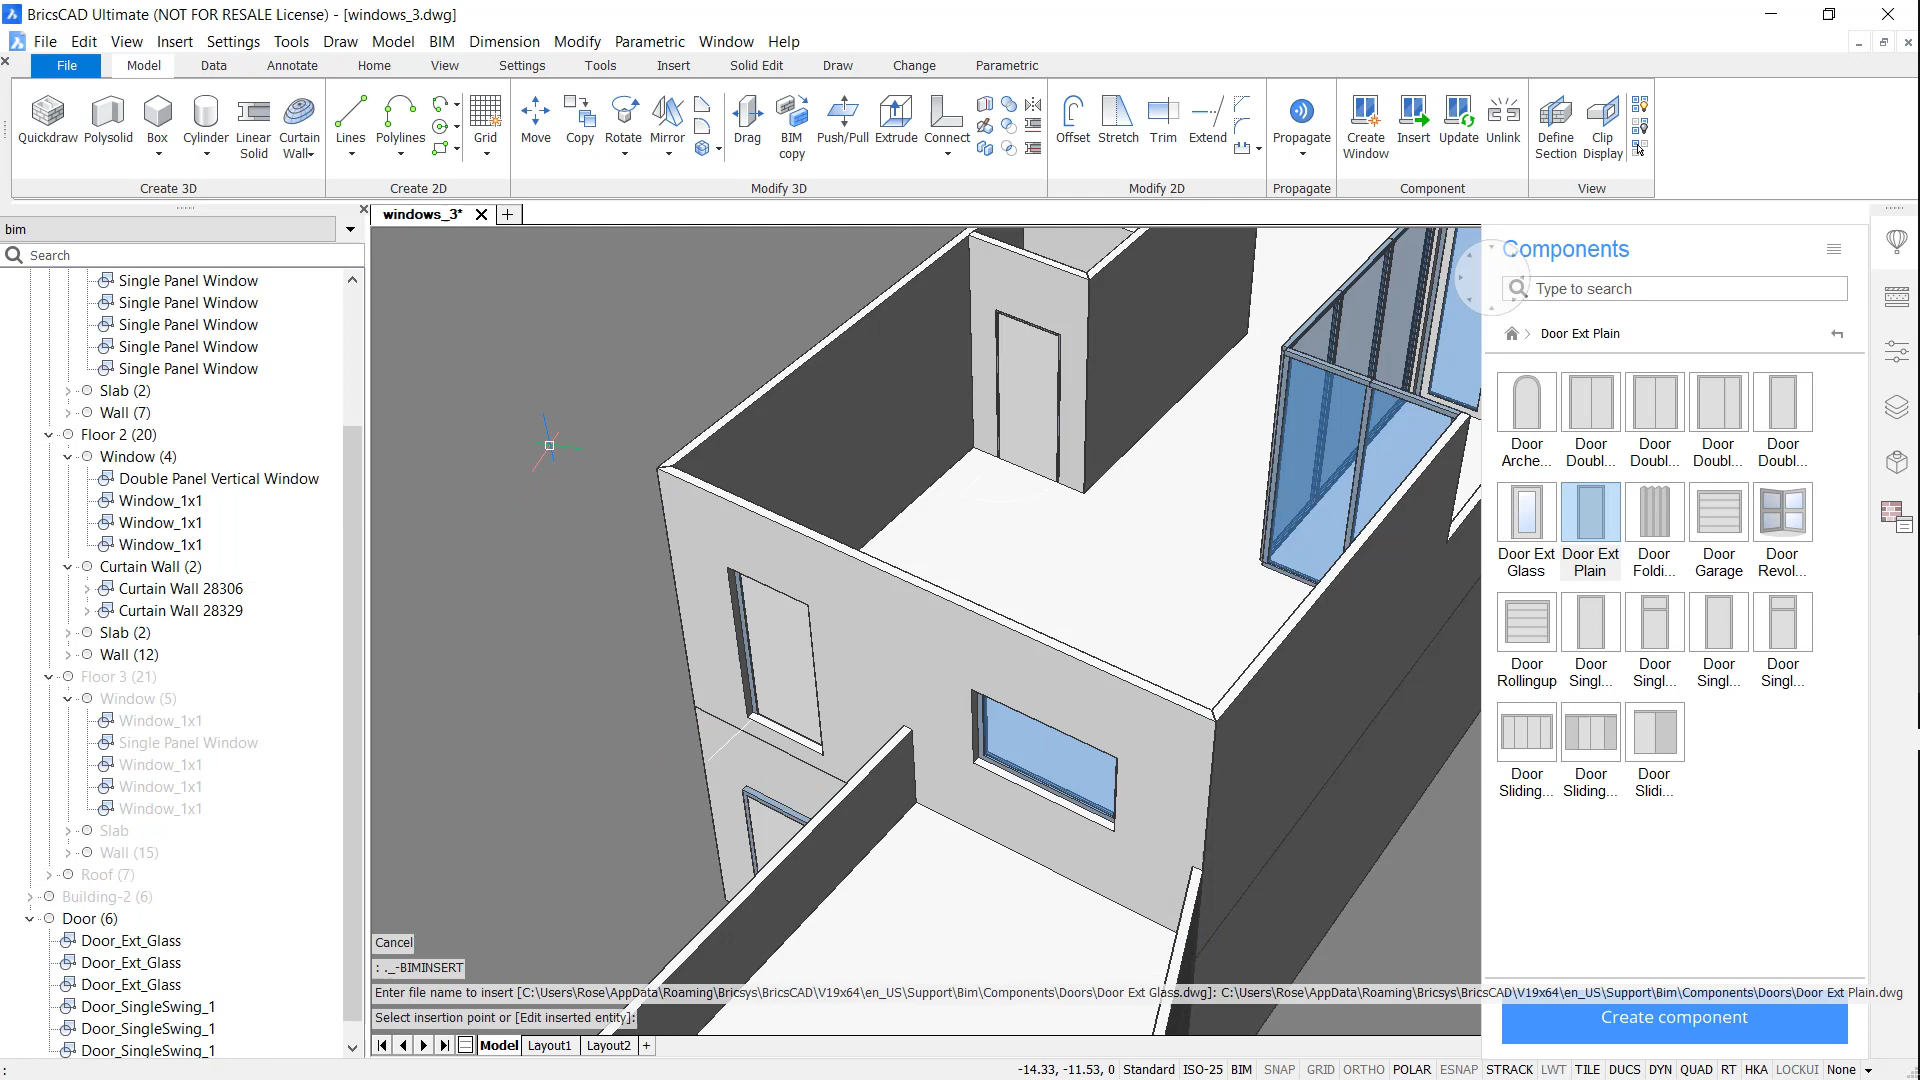 BricsCAD Ultimate (NOT FOR RESALE License) - [windows_3.dwg]
File Edit View Insert Settings Tools Draw Model BIM Dimension Modify Parametric Window Help
File Model Data Annotate Home View Settings Tools Insert Solid Edit Draw Change Parametric
Quickdraw Polysolid Box Cylinder Linear Solid Curtain Wall
Lines Polylines Grid
Move Copy Rotate Mirror Drag BIM copy Push/Pull Extrude Connect
Offset Stretch Trim Extend
Propagate
Create Window Insert Update Unlink
Define Section Clip Display
Create 3D Create 2D Modify 3D Modify 2D Propagate Component View
bim
windows_3*
Search
Single Panel Window
Single Panel Window
Single Panel Window
Single Panel Window
Single Panel Window
Slab (2)
Wall (7)
Floor 2 (20)
Window (4)
Double Panel Vertical Window
Window_1x1
Window_1x1
Window_1x1
Curtain Wall (2)
Curtain Wall 28306
Curtain Wall 28329
Slab (2)
Wall (12)
Floor 3 (21)
Window (5)
Window_1x1
Single Panel Window
Window_1x1
Window_1x1
Window_1x1
Slab
Wall (15)
Roof (7)
Building-2 (6)
Door (6)
Door_Ext_Glass
Door_Ext_Glass
Door_Ext_Glass
Door_SingleSwing_1
Door_SingleSwing_1
Door_SingleSwing_1
Components
Type to search
Door Ext Plain
Door Arche... Door Doubl... Door Doubl... Door Doubl... Door Doubl...
Door Ext Glass Door Ext Plain Door Foldi... Door Garage Door Revol...
Door Rollingup Door Singl... Door Singl... Door Singl... Door Singl...
Door Sliding... Door Sliding... Door Slidi...
Create component
Cancel
: ._-BIMINSERT
Enter file name to insert [C:\Users\Rose\AppData\Roaming\Bricsys\BricsCAD\V19x64\en_US\Support\Bim\Components\Doors\Door Ext Glass.dwg]: C:\Users\Rose\AppData\Roaming\Bricsys\BricsCAD\V19x64\en_US\Support\Bim\Components\Doors\Door Ext Plain.dwg
Select insertion point or [Edit inserted entity]:
Model Layout1 Layout2 +
: -14.33, -11.53, 0 Standard ISO-25 BIM SNAP GRID ORTHO POLAR ESNAP STRACK LWT TILE DUCS DYN QUAD RT HKA LOCKUI None